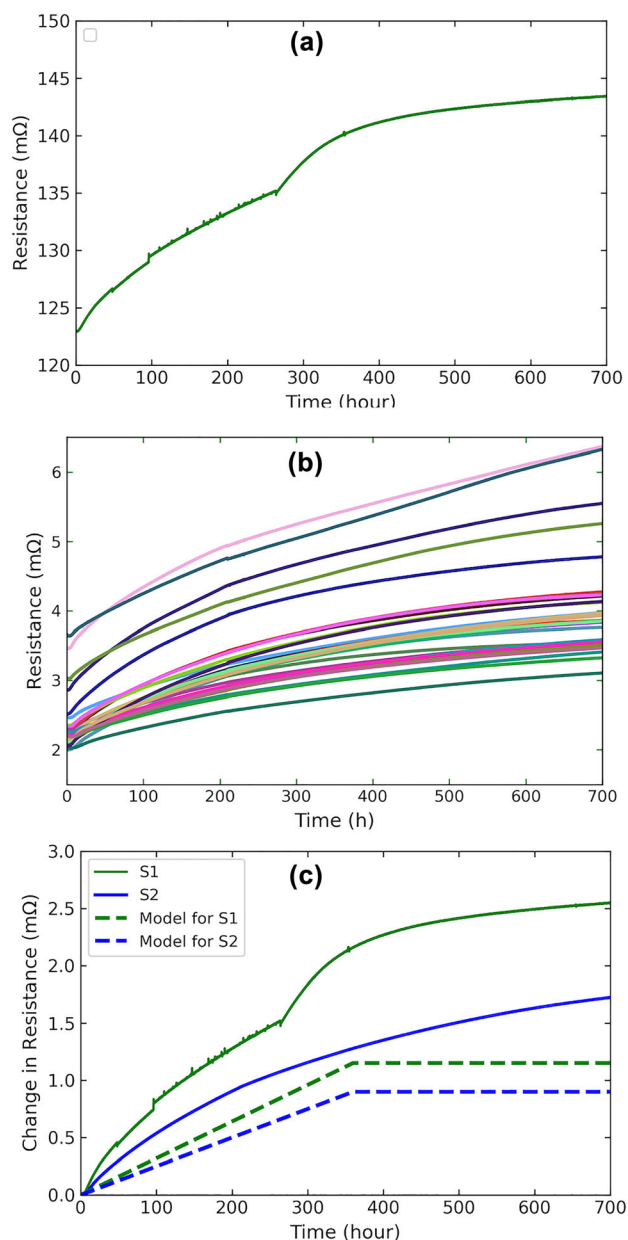 (a)
Resistance (mΩ)
150
145
140
135
130
125
120
0 100 200 300 400 500 600 700
Time (hour)
(b)
Resistance (mΩ)
6
5
4
3
2
0 100 200 300 400 500 600 700
Time (h)
(c)
Change in Resistance (mΩ)
3.0
2.5
2.0
1.5
1.0
0.5
0.0
S1
S2
Model for S1
Model for S2
0 100 200 300 400 500 600 700
Time (hour)